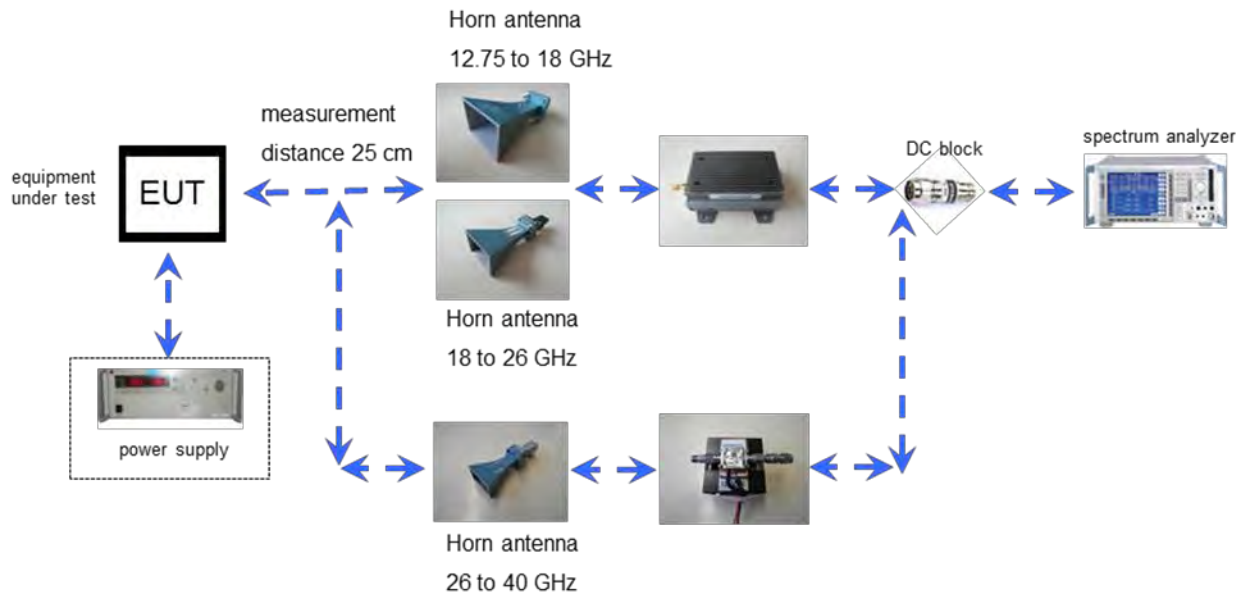 Horn antenna
12.75 to 18 GHz
measurement
distance 25 cm
equipment
under test
EUT
DC block
spectrum analyzer
Horn antenna
18 to 26 GHz
power supply
Horn antenna
26 to 40 GHz